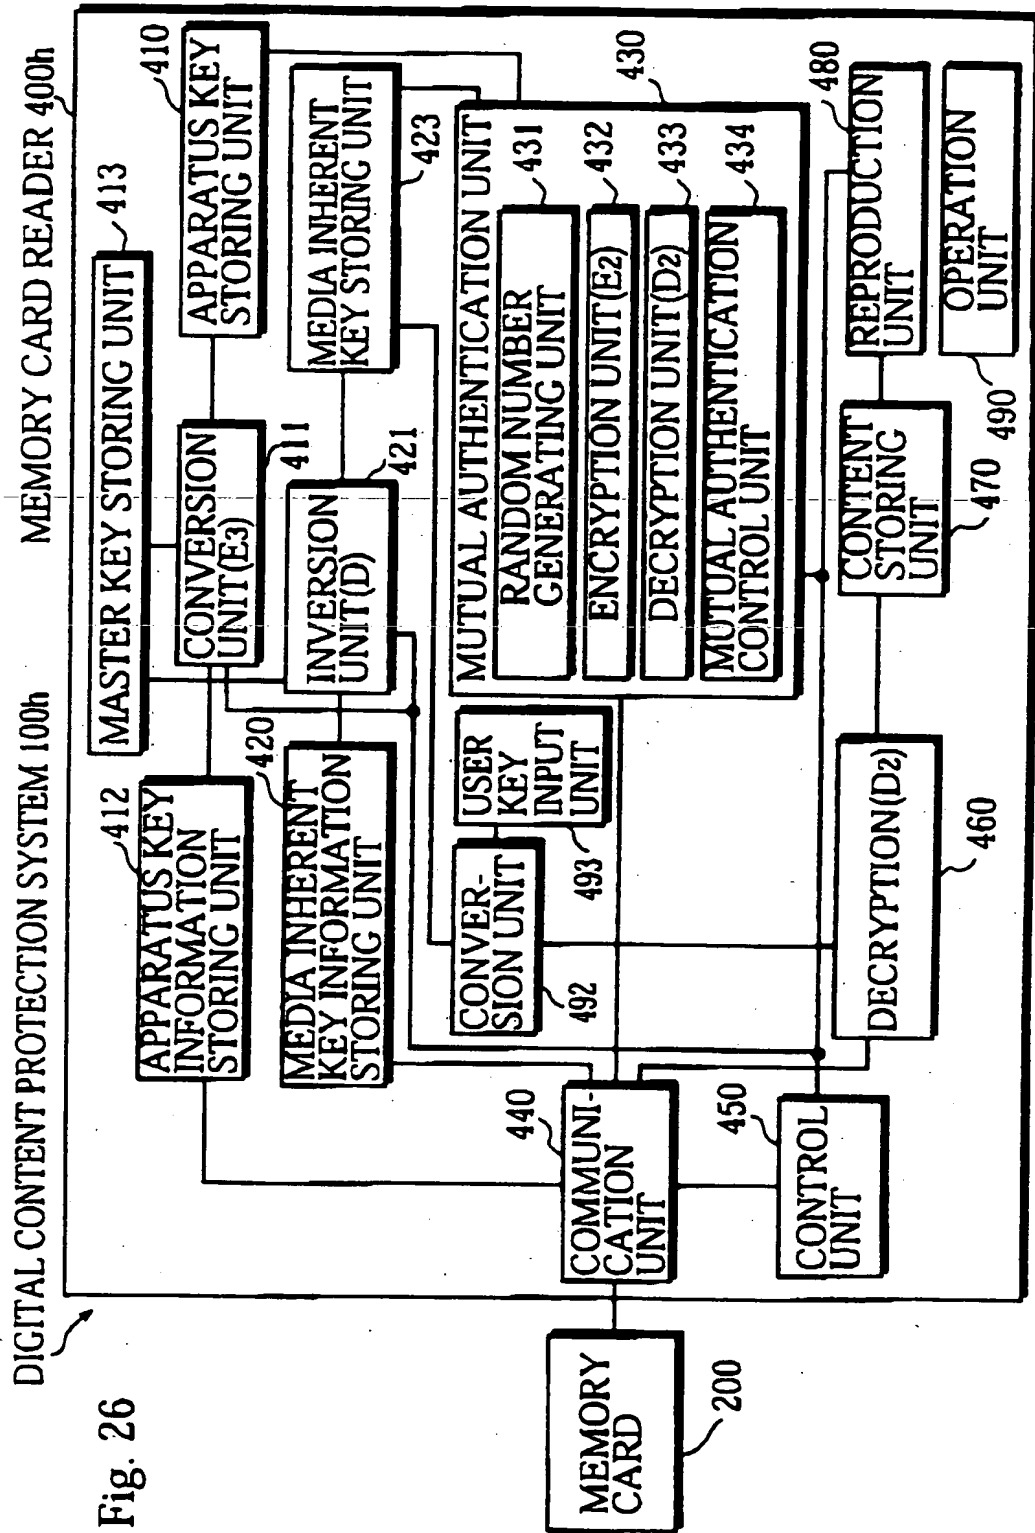 Fig. 26
DIGITAL CONTENT PROTECTION SYSTEM 100h
MEMORY CARD READER 400h
MASTER KEY STORING UNIT
413
APPARATUS KEY
INFORMATION
STORING UNIT
412
CONVERSION
UNIT(E3)
411
APPARATUS KEY
STORING UNIT
410
MEDIA INHERENT
KEY INFORMATION
STORING UNIT
420
INVERSION
UNIT(D)
421
MEDIA INHERENT
KEY STORING UNIT
423
MEMORY
CARD
200
COMMUNI-
CATION
UNIT
440
CONVER-
SION UNIT
492
USER
KEY
INPUT
UNIT
493
MUTUAL AUTHENTICATION UNIT
430
RANDOM NUMBER
GENERATING UNIT
431
ENCRYPTION UNIT(E2)
432
DECRYPTION UNIT(D2)
433
MUTUAL AUTHENTICATION
CONTROL UNIT
434
CONTROL
UNIT
450
DECRYPTION(D2)
460
CONTENT
STORING
UNIT
470
REPRODUCTION
UNIT
480
OPERATION
UNIT
490